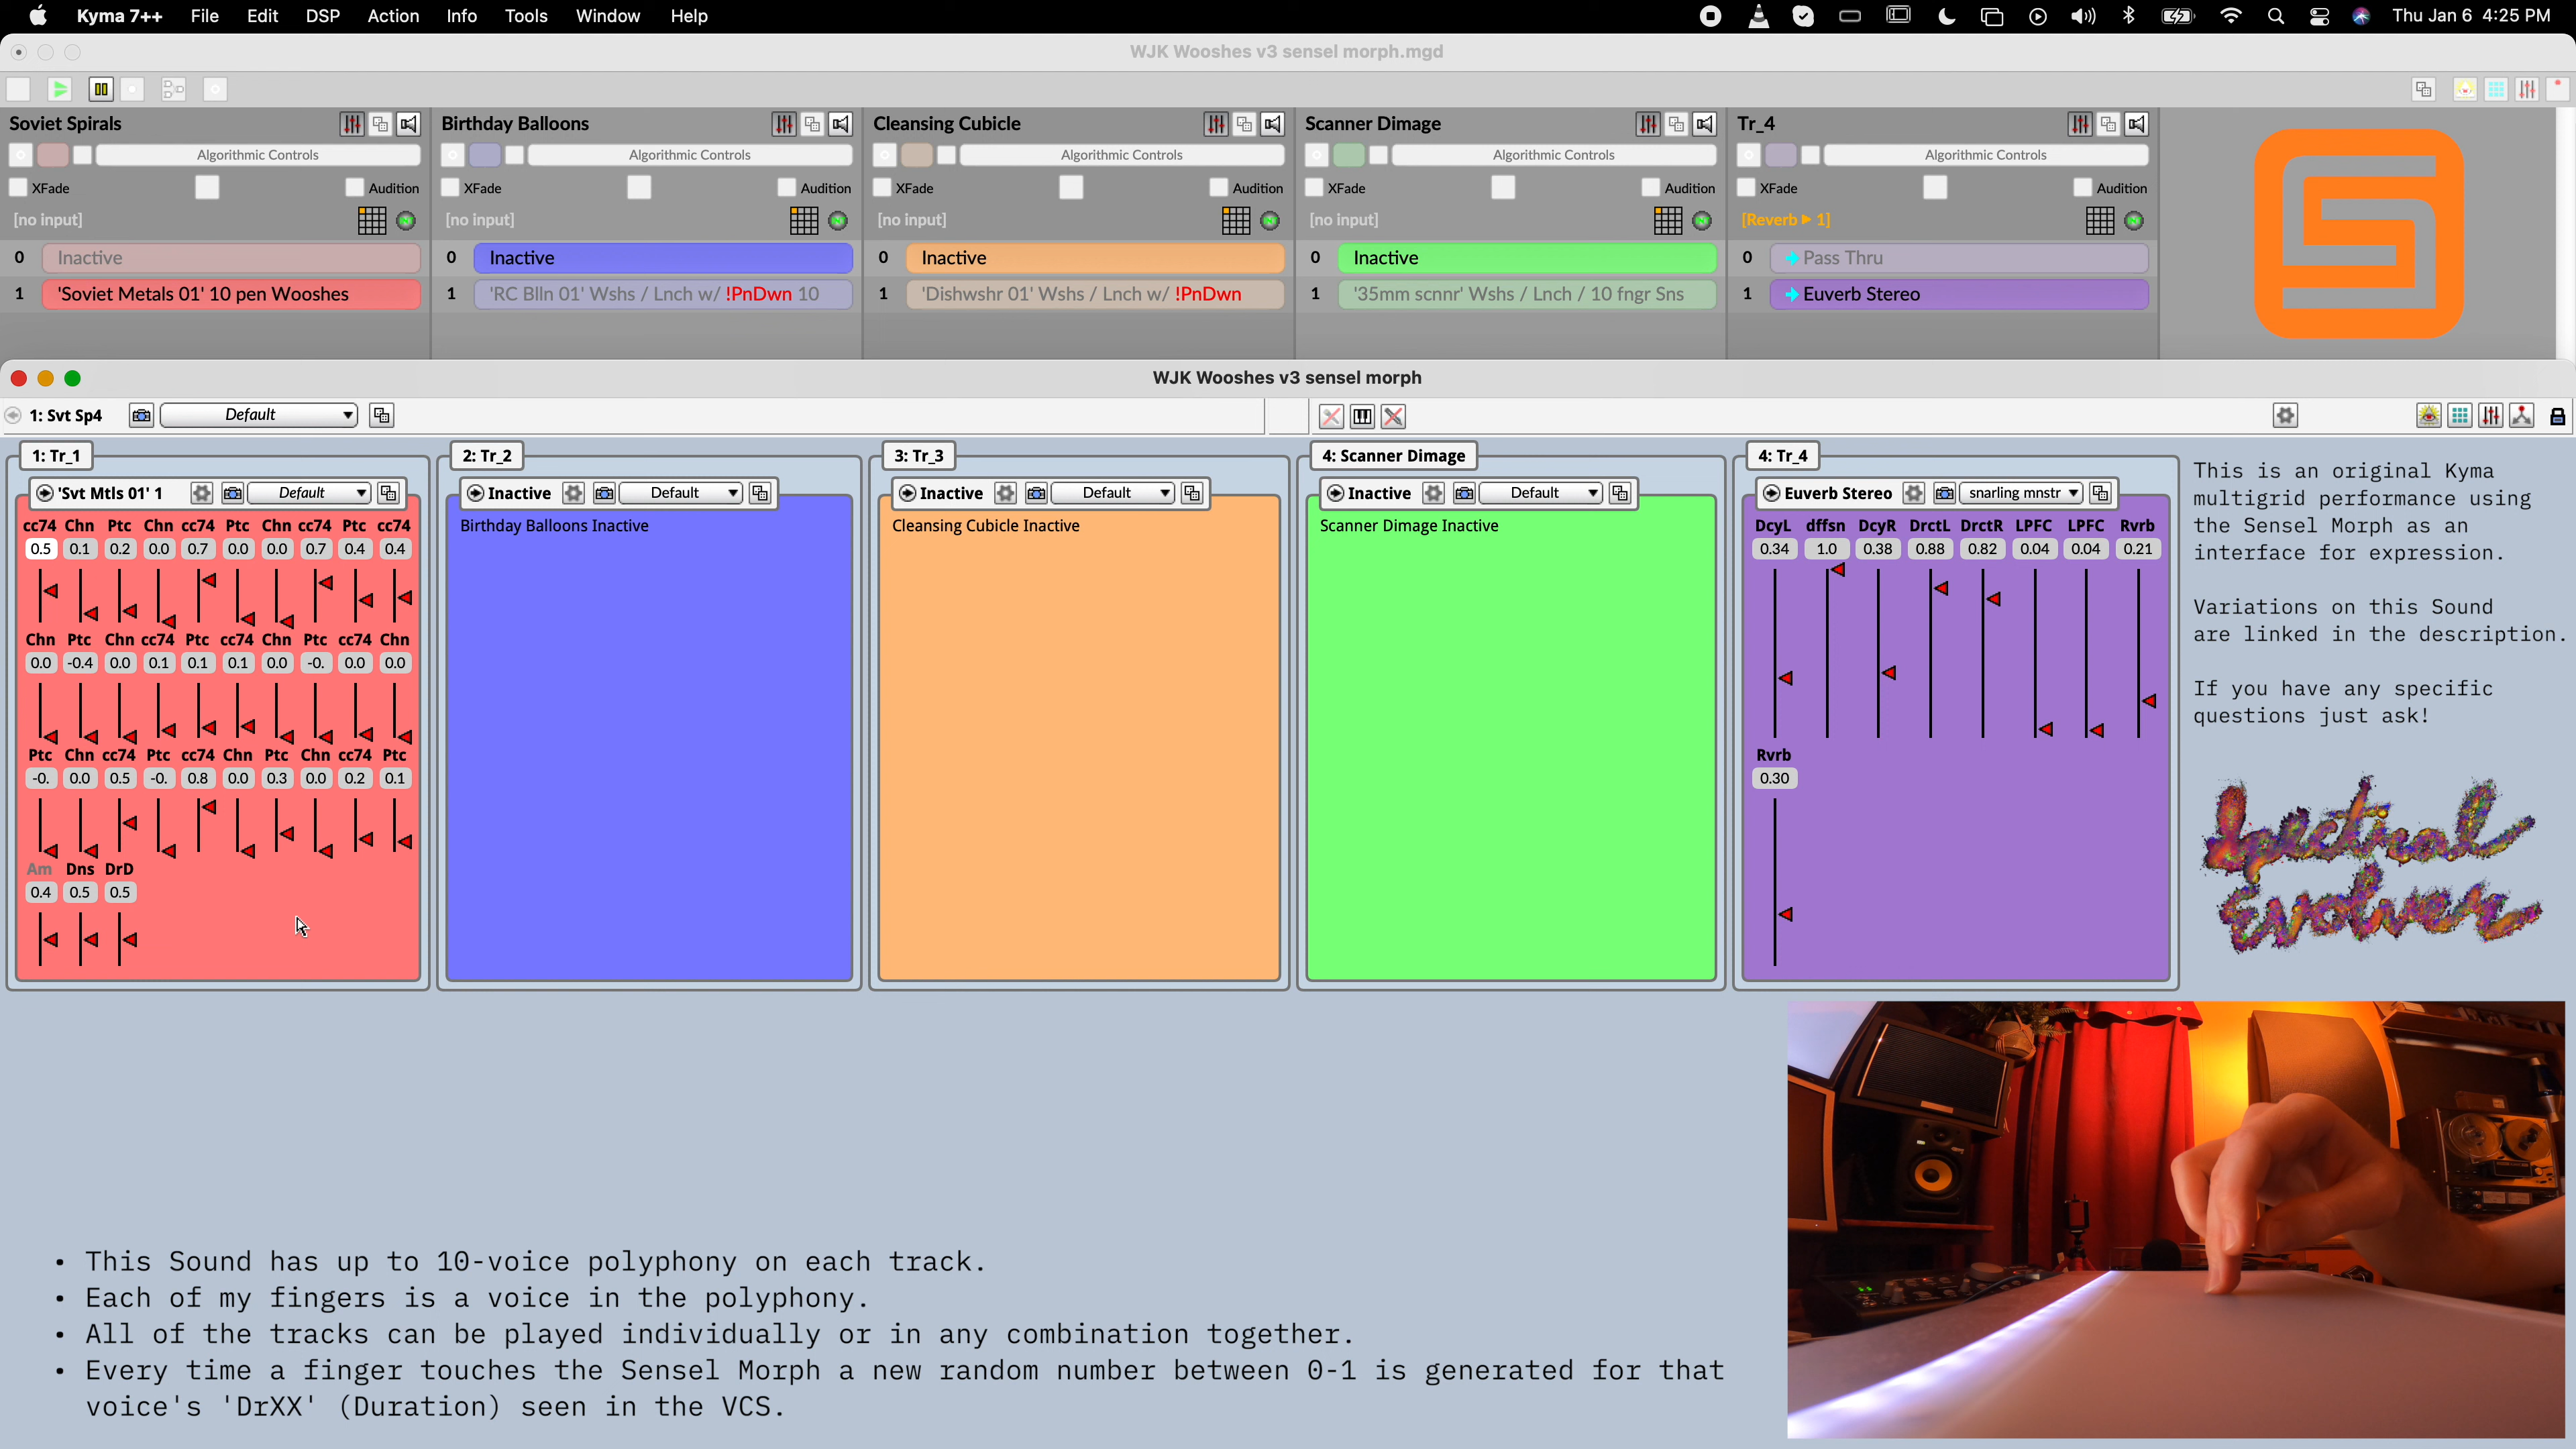 Kyma 7++ File Edit DSP Action Info Tools Window Help Thu Jan 6 4:25 PM
WJK Wooshes v3 sensel morph.mgd
Soviet Spirals Birthday Balloons Cleansing Cubicle Scanner Dimage Tr_4
Algorithmic Controls Algorithmic Controls Algorithmic Controls Algorithmic Controls Algorithmic Controls
XFade Audition XFade Audition XFade Audition XFade Audition XFade Audition
[no input] [no input] [no input] [no input] [Reverb ▶ 1]
0 Inactive 0 Inactive 0 Inactive 0 Inactive 0 Pass Thru
1 'Soviet Metals 01' 10 pen Wooshes 1 'RC Blln 01' Wshs / Lnch w/ !PnDwn 10 1 'Dishwshr 01' Wshs / Lnch w/ !PnDwn 1 '35mm scnnr' Wshs / Lnch / 10 fngr Sns 1 Euverb Stereo
WJK Wooshes v3 sensel morph
1: Svt Sp4 Default
1: Tr_1 2: Tr_2 3: Tr_3 4: Scanner Dimage 4: Tr_4
'Svt Mtls 01' 1 Default Inactive Default Inactive Default Inactive Default Euverb Stereo snarling mnstr
cc74 Chn Ptc Chn cc74 Ptc Chn cc74 Ptc cc74 Birthday Balloons Inactive Cleansing Cubicle Inactive Scanner Dimage Inactive DcyL dffsn DcyR DrctL DrctR LPFC LPFC Rvrb
0.5 0.1 0.2 0.0 0.7 0.0 0.0 0.7 0.4 0.4 0.34 1.0 0.38 0.88 0.82 0.04 0.04 0.21
Chn Ptc Chn cc74 Ptc cc74 Chn Ptc cc74 Chn
0.0 -0.4 0.0 0.1 0.1 0.1 0.0 -0. 0.0 0.0
Ptc Chn cc74 Ptc cc74 Chn Ptc Chn cc74 Ptc Rvrb
-0. 0.0 0.5 -0. 0.8 0.0 0.3 0.0 0.2 0.1 0.30
Am Dns DrD
0.4 0.5 0.5
This is an original Kyma
multigrid performance using
the Sensel Morph as an
interface for expression.
Variations on this Sound
are linked in the description.
If you have any specific
questions just ask!
Spectral
Evolver
• This Sound has up to 10-voice polyphony on each track.
• Each of my fingers is a voice in the polyphony.
• All of the tracks can be played individually or in any combination together.
• Every time a finger touches the Sensel Morph a new random number between 0-1 is generated for that
voice's 'DrXX' (Duration) seen in the VCS.